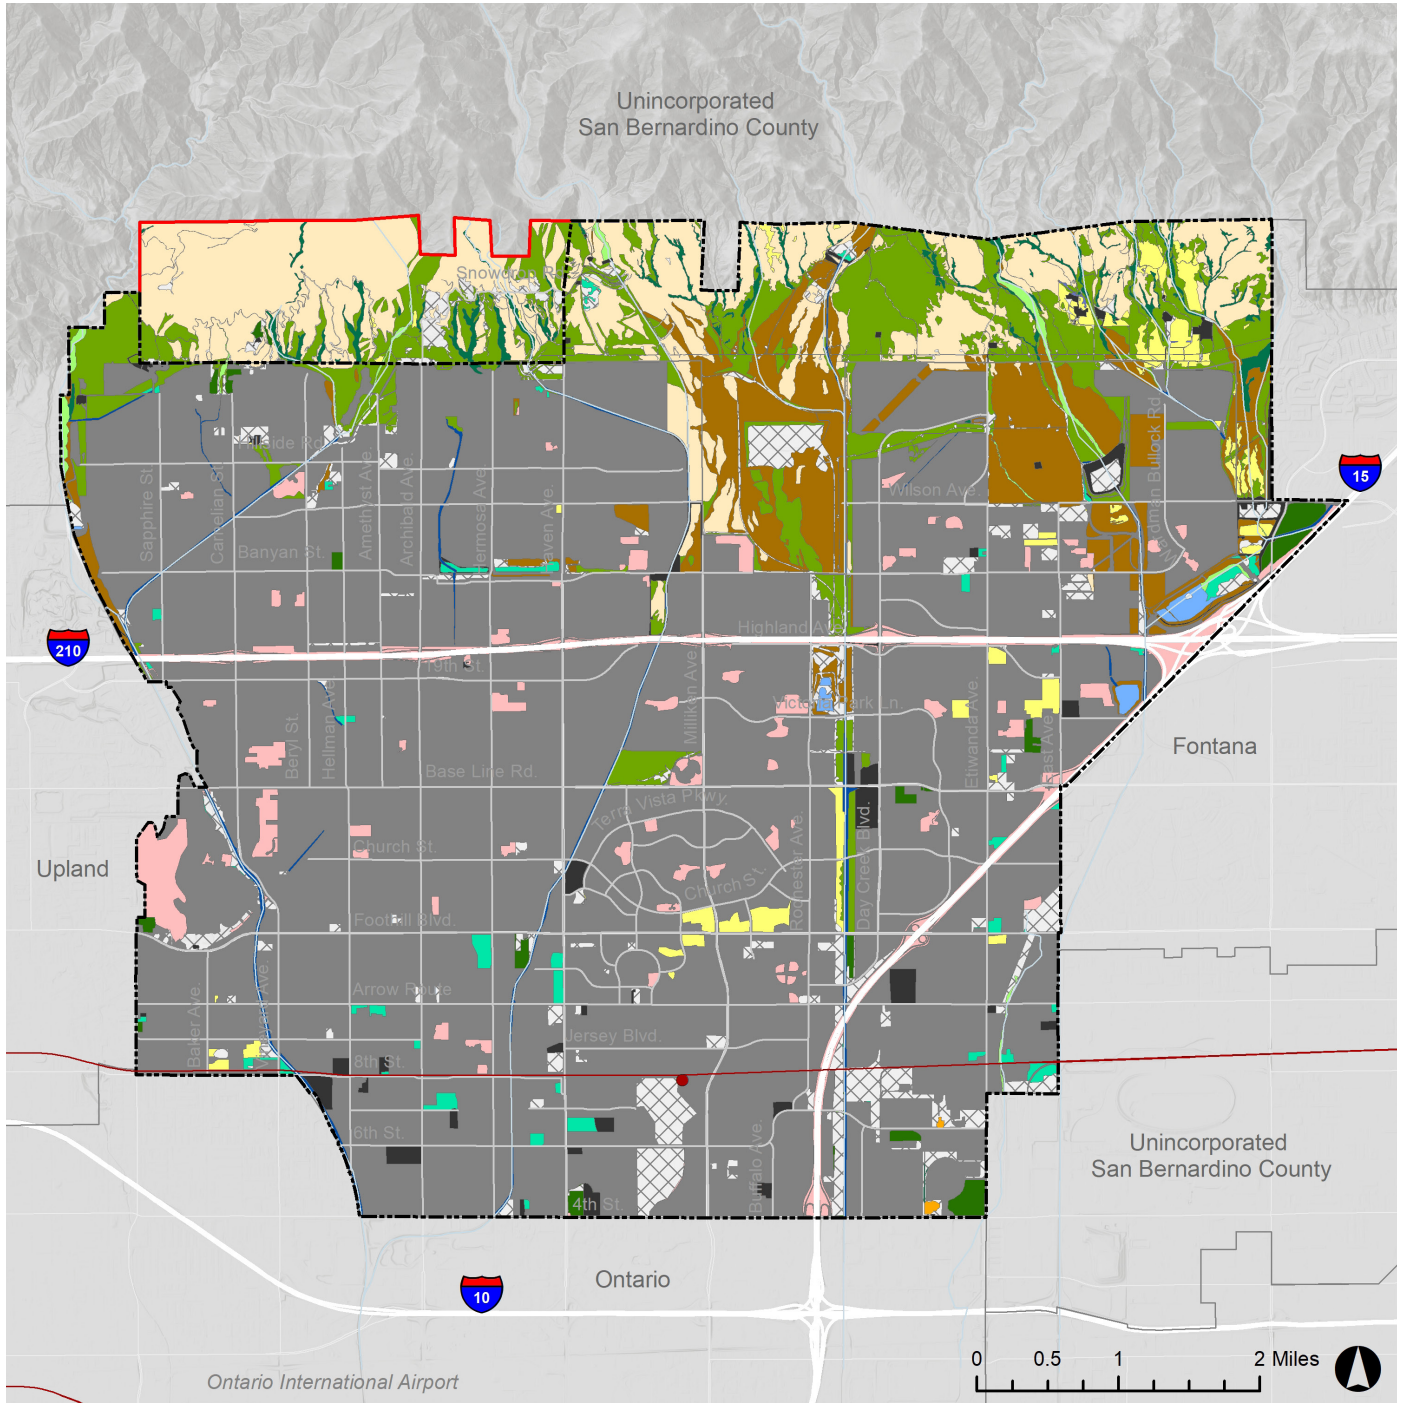 Unincorporated
San Bernardino County
Snowdrop Rd.
Hillside Rd.
Sapphire St.
Carnelian St.
Amethyst Ave.
Archibald Ave.
Hermosa Ave.
Haven Ave.
Wilson Ave.
Wardman Bullock Rd.
15
Banyan St.
210
Highland Ave.
19th St.
Beryl St.
Hellman Ave.
Milliken Ave.
Victoria Park Ln.
Etiwanda Ave.
East Ave.
Fontana
Base Line Rd.
Terra Vista Pkwy.
Rochester Ave.
Day Creek Blvd.
Upland
Church St.
Church St.
Foothill Blvd.
Baker Ave.
Vineyard Ave.
Arrow Route
Jersey Blvd.
8th St.
6th St.
Buffalo Ave.
Unincorporated
San Bernardino County
4th St.
Ontario
10
0 0.5 1 2 Miles
Ontario International Airport